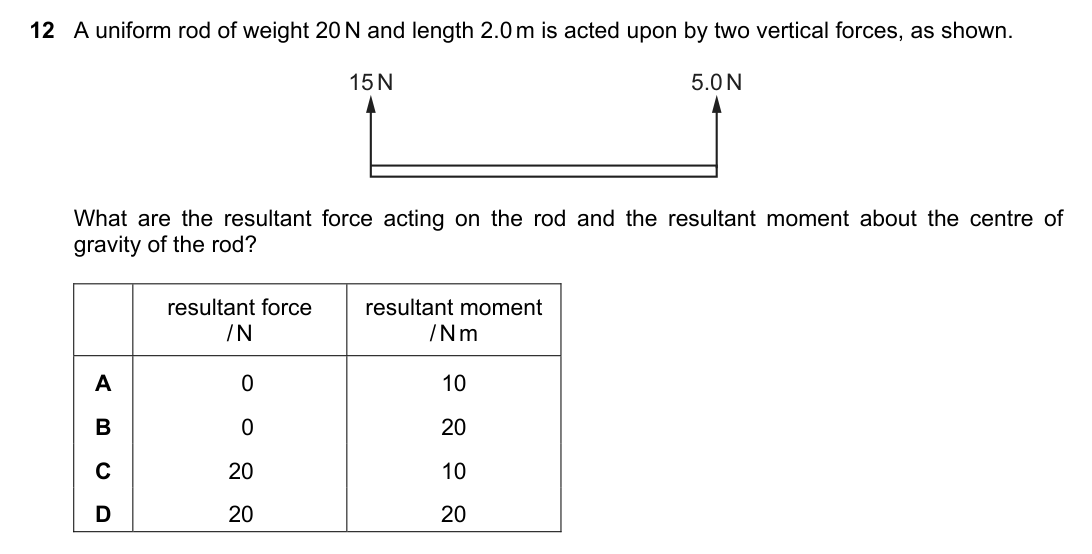 12 A uniform rod of weight 20 N and length 2.0 m is acted upon by two vertical forces, as shown.
15 N 5.0 N
What are the resultant force acting on the rod and the resultant moment about the centre of
gravity of the rod?
resultant force resultant moment
/ N / N m
A 0 10
B 0 20
C 20 10
D 20 20